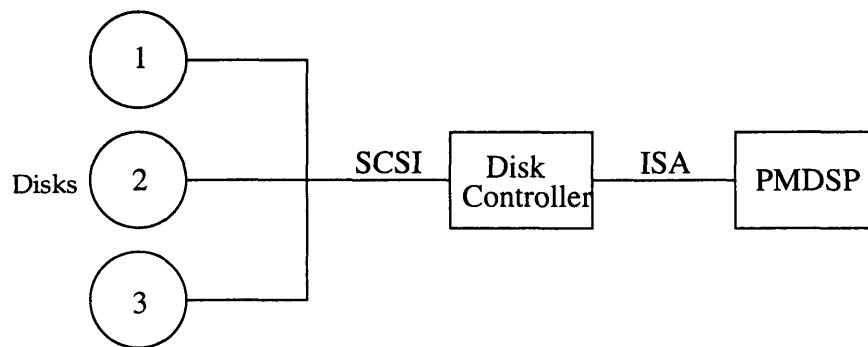 1
SCSI
Disk
Controller
ISA
PMDSP
Disks
2
3